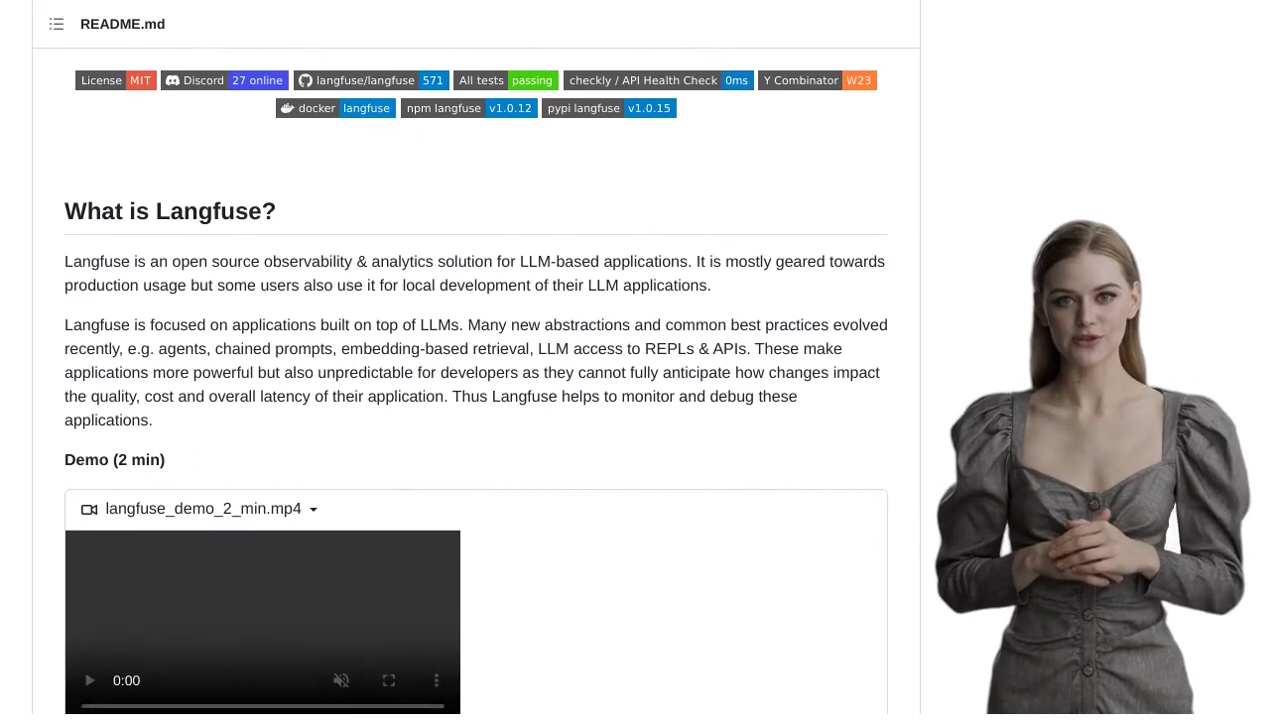 README.md
License MIT Discord 27 online langfuse/langfuse 571 All tests passing checkly / API Health Check 0ms Y Combinator W23
docker langfuse npm langfuse v1.0.12 pypi langfuse v1.0.15
What is Langfuse?
Langfuse is an open source observability & analytics solution for LLM-based applications. It is mostly geared towards
production usage but some users also use it for local development of their LLM applications.
Langfuse is focused on applications built on top of LLMs. Many new abstractions and common best practices evolved
recently, e.g. agents, chained prompts, embedding-based retrieval, LLM access to REPLs & APIs. These make
applications more powerful but also unpredictable for developers as they cannot fully anticipate how changes impact
the quality, cost and overall latency of their application. Thus Langfuse helps to monitor and debug these
applications.
Demo (2 min)
langfuse_demo_2_min.mp4
0:00